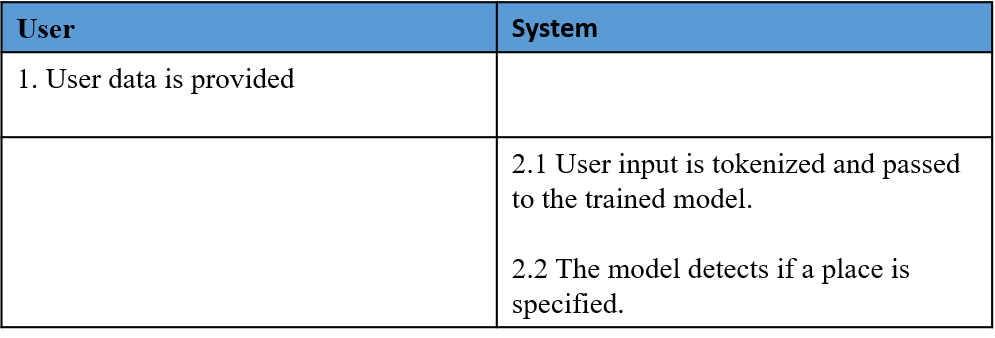 User
System
1. User data is provided
2.1 User input is tokenized and passed
to the trained model.
2.2 The model detects if a place is
specified.